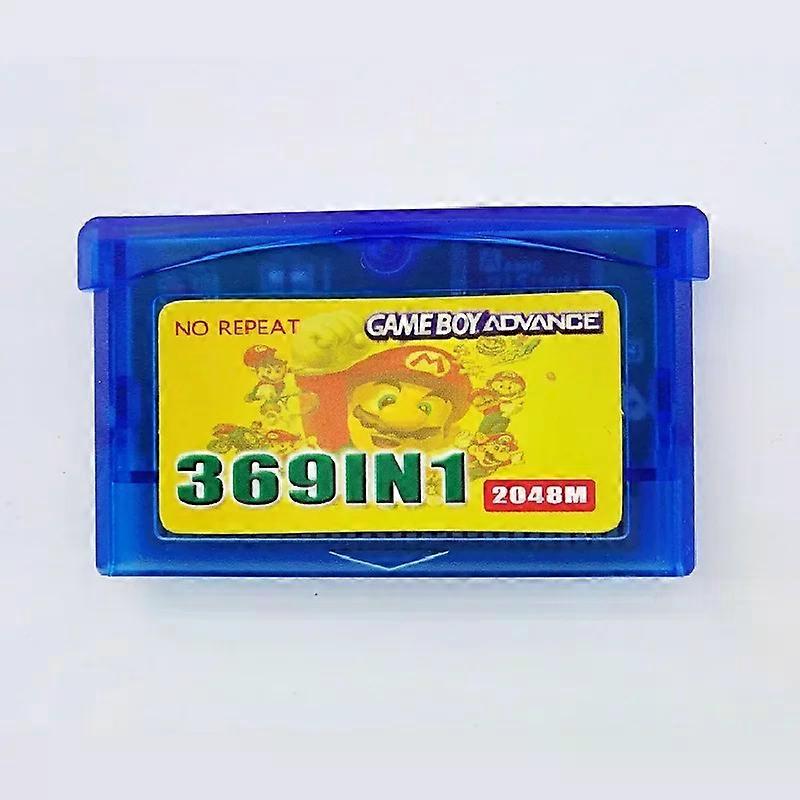 NO REPEAT
GAME BOY ADVANCE
M
369IN1
2048M